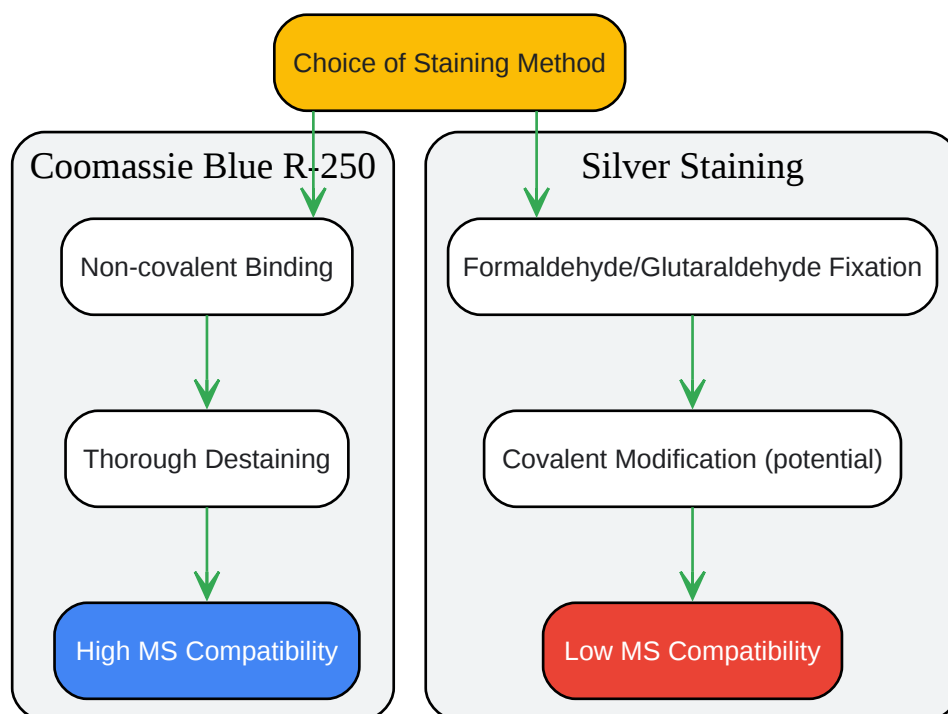 Choice of Staining Method
Coomassie Blue R-250
Non-covalent Binding
Thorough Destaining
High MS Compatibility
Silver Staining
Formaldehyde/Glutaraldehyde Fixation
Covalent Modification (potential)
Low MS Compatibility